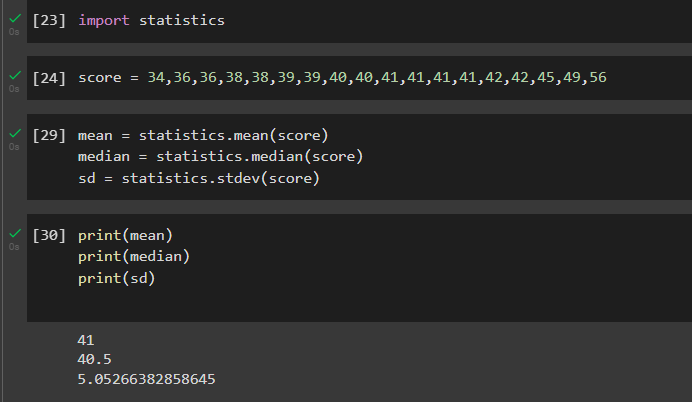 [23] import statistics
0s
[24] score = 34,36,36,38,38,39,39,40,40,41,41,41,41,42,42,45,49,56
0s
[29] mean = statistics.mean(score)
0s
median = statistics.median(score)
sd = statistics.stdev(score)
[30] print(mean)
0s
print(median)
print(sd)
41
40.5
5.05266382858645